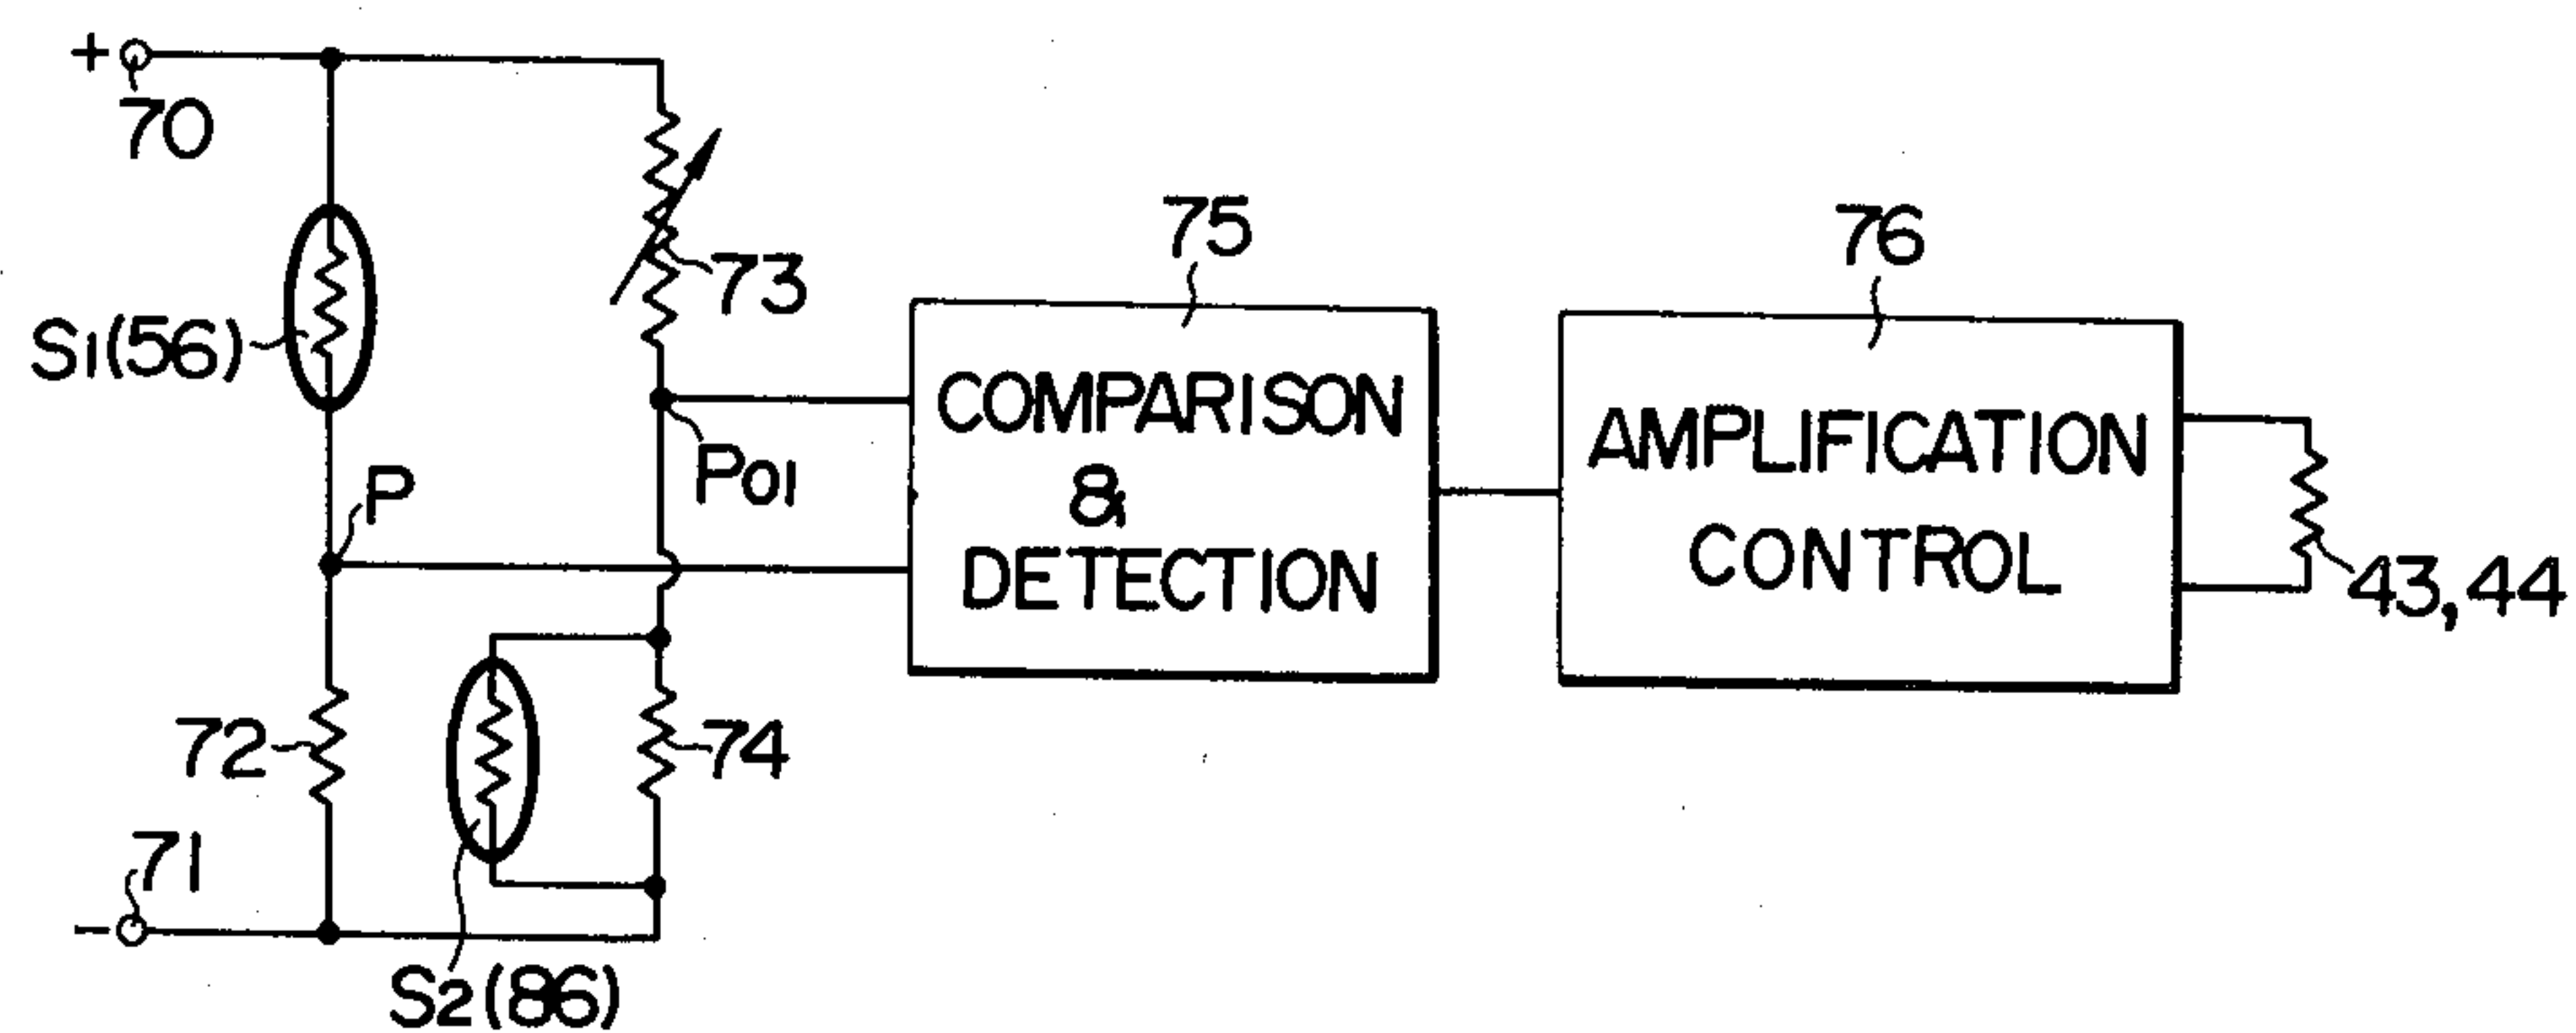 +
70
S1(56)
73
P01
P
72
74
71
-
S2(86)
75
COMPARISON
&
DETECTION
76
AMPLIFICATION
CONTROL
43,44